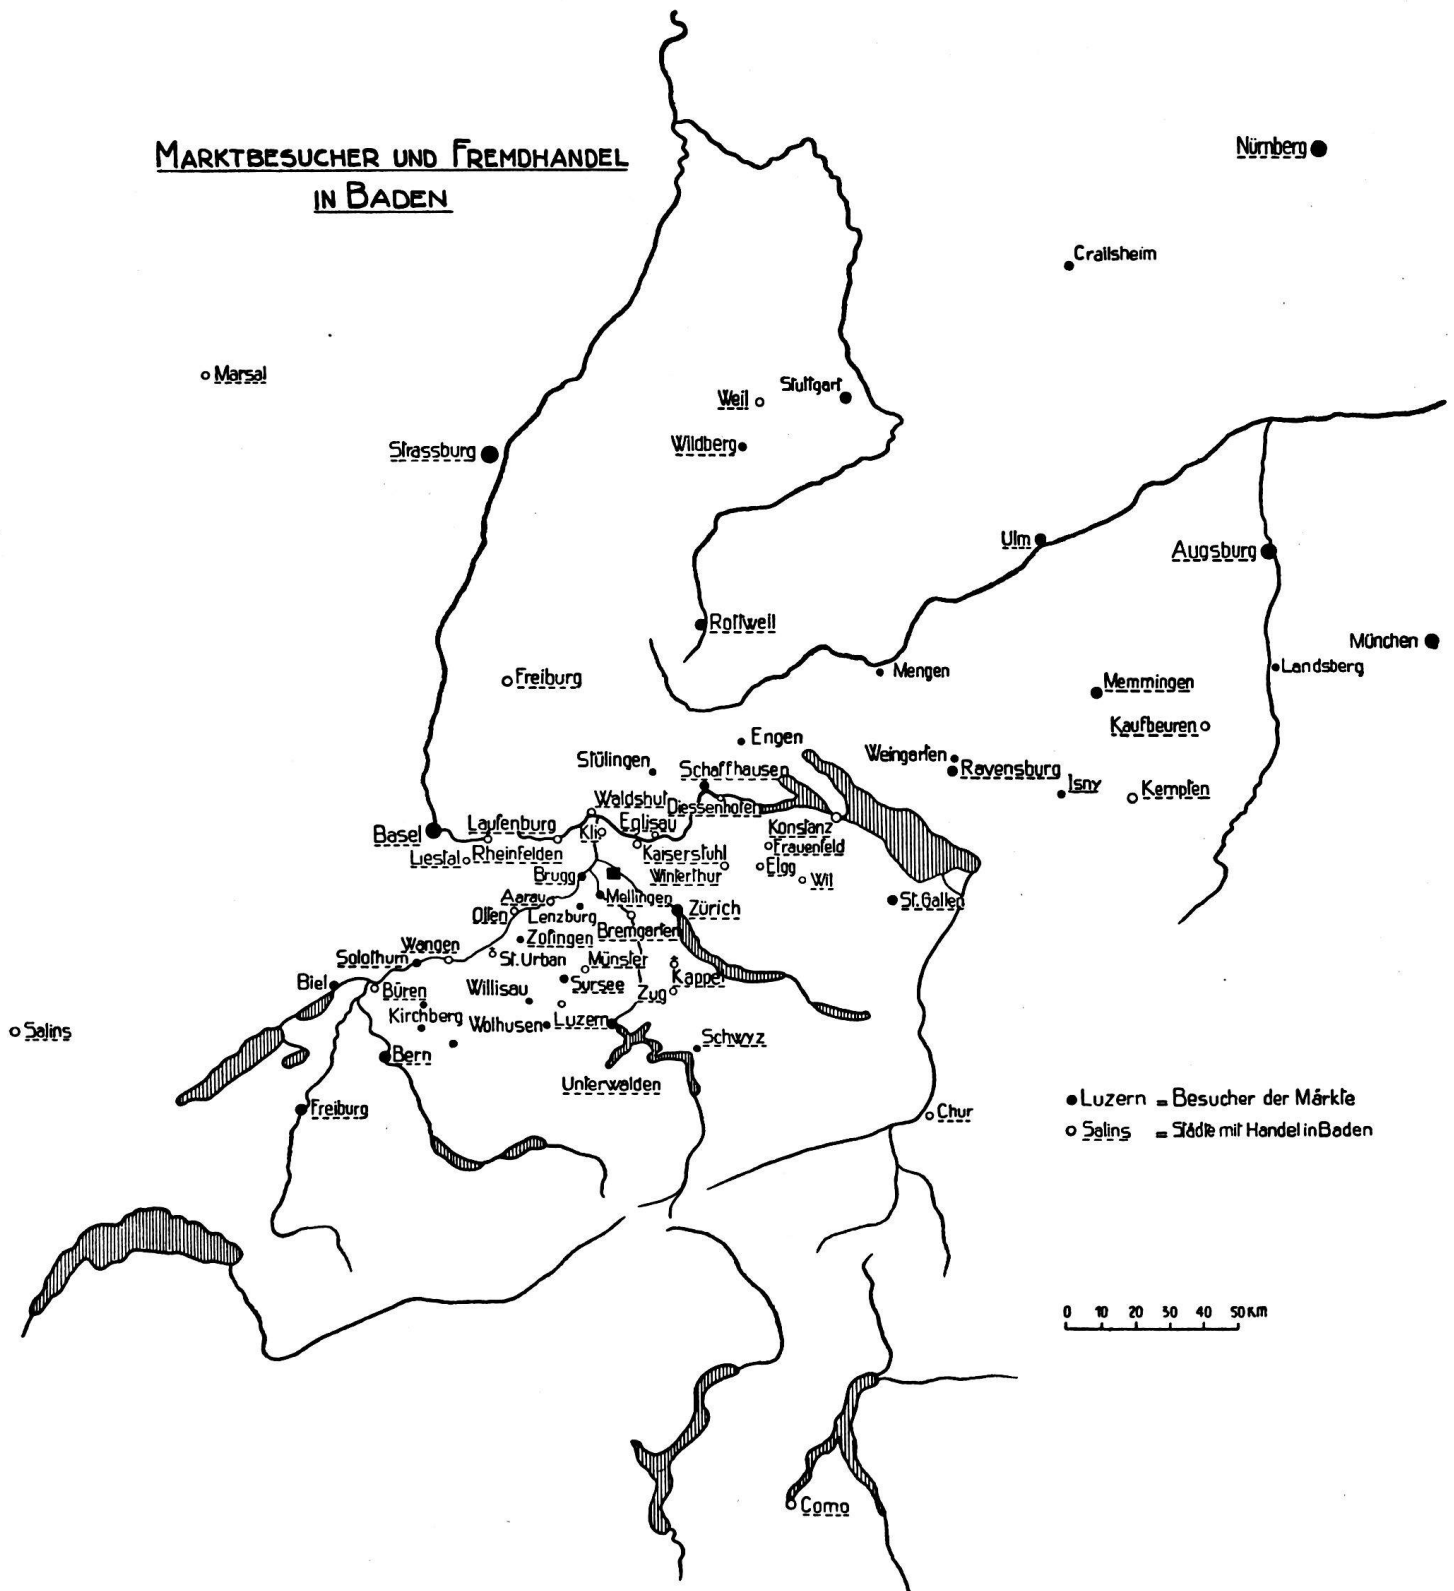 MARKTBESUCHER UND FREMDHANDEL
IN BADEN
Nürnberg
Crailsheim
Marsal
Weil
Stuttgart
Strassburg
Wildberg
Ulm
Augsburg
Rottweil
München
Landsberg
Freiburg
Mengen
Memmingen
Kaufbeuren
Engen
Weingarten
Stülingen
Schaffhausen
Ravensburg
Isny
Kempten
Waldshut
Diessenhofen
Laufenburg
Eglisau
Konstanz
Basel
Kli
Frauenfeld
Liestal
Rheinfelden
Kaiserstuhl
Winterthur
Elgg
Wil
Brugg
Aarau
Mellingen
St. Gallen
Olten
Lenzburg
Zürich
Zofingen
Bremgarten
Wangen
Solothurn
St. Urban
Münster
Kappel
Biel
Büren
Willisau
Sursee
Zug
Kirchberg
Wolhusen
Luzern
Salins
Schwyz
Bern
Unterwalden
Freiburg
Chur
Luzern = Besucher der Märkte
Salins = Städte mit Handel in Baden
0 10 20 30 40 50 KM
Como